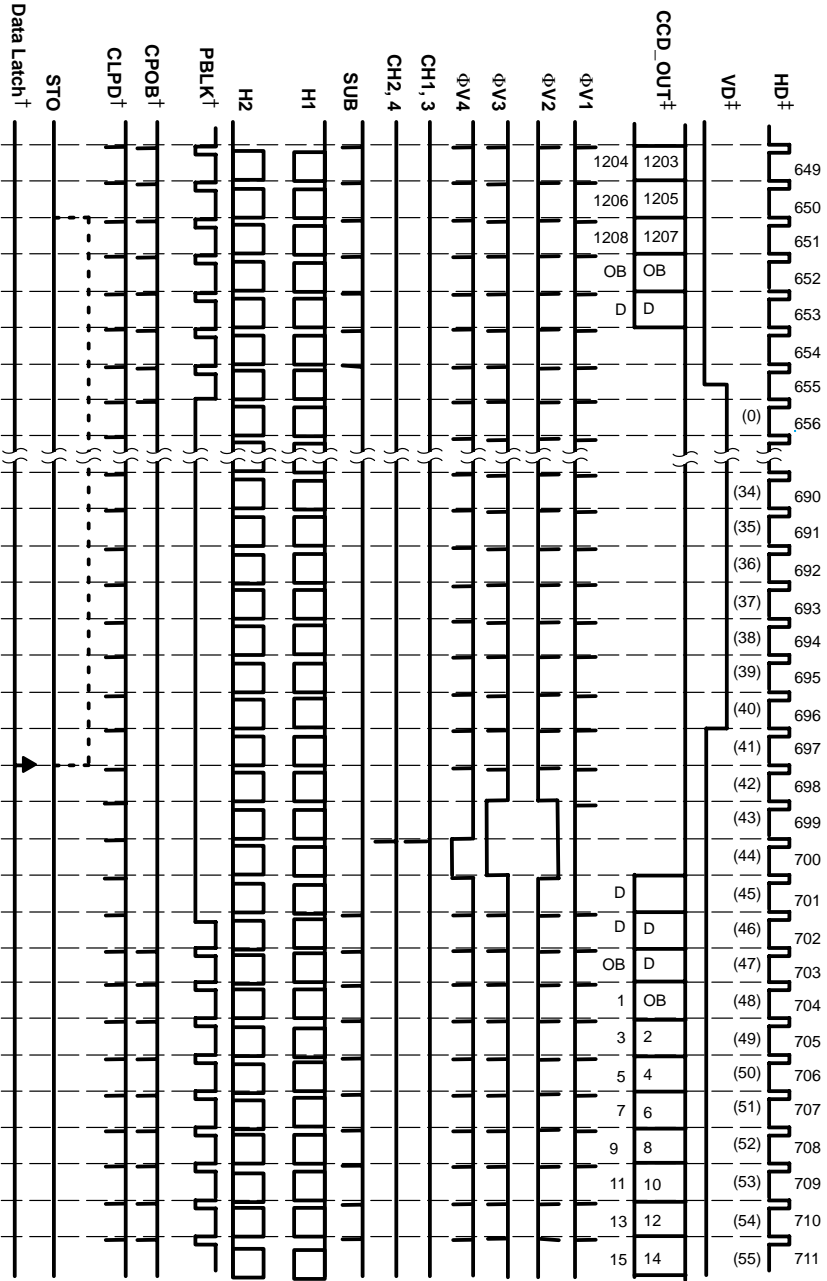 Data Latch†
STO
CLPD†
CPOB†
PBLK†
H2
H1
SUB
CH2, 4
CH1, 3
ΦV4
ΦV3
ΦV2
ΦV1
CCD_OUT‡
VD‡
HD‡
1204 1203 649
1206 1205 650
1208 1207 651
OB OB 652
D D 653
654
655
(0) 656
(34) 690
(35) 691
(36) 692
(37) 693
(38) 694
(39) 695
(40) 696
(41) 697
(42) 698
(43) 699
(44) 700
D (45) 701
D D (46) 702
OB D (47) 703
1 OB (48) 704
3 2 (49) 705
5 4 (50) 706
7 6 (51) 707
9 8 (52) 708
11 10 (53) 709
13 12 (54) 710
15 14 (55) 711